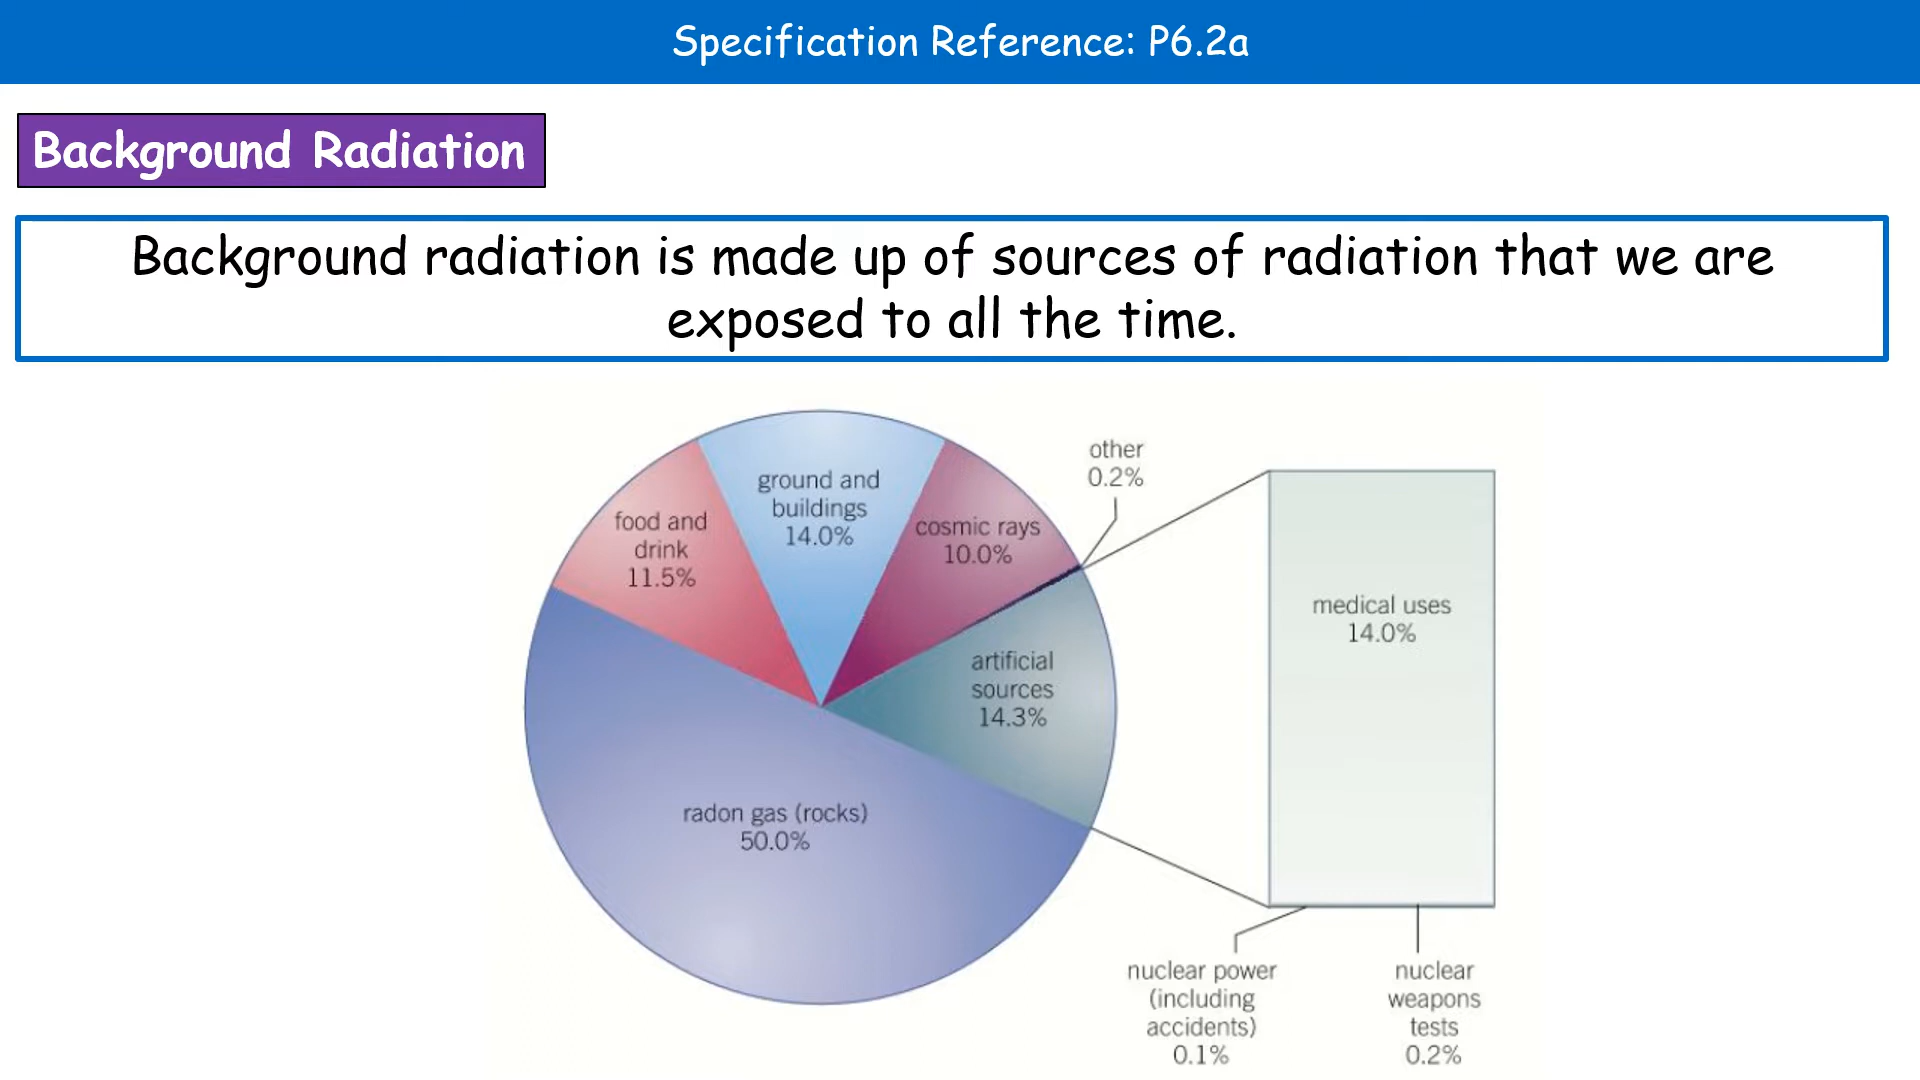 Specification Reference: P6.2a
Background Radiation
Background radiation is made up of sources of radiation that we are
exposed to all the time.
other
0.2%
ground and
buildings
14.0%
food and
drink
11.5%
cosmic rays
10.0%
medical uses
14.0%
artificial
sources
14.3%
radon gas (rocks)
50.0%
nuclear power
(including
accidents)
0.1%
nuclear
weapons
tests
0.2%